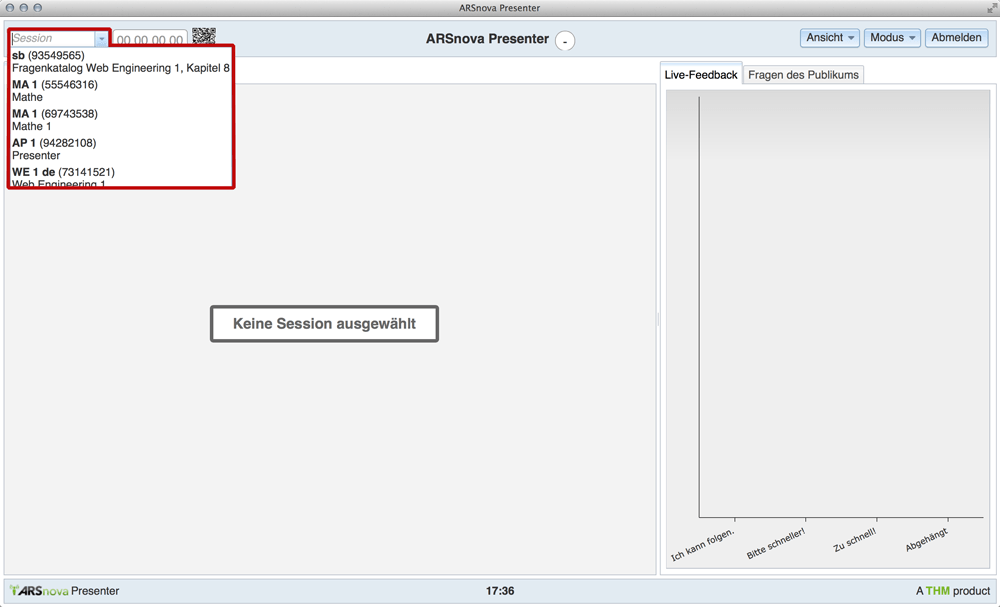 ARSnova Presenter
Session
00 00 00 00
ARSnova Presenter
-
Ansicht
Modus
Abmelden
sb (93549565)
Fragenkatalog Web Engineering 1, Kapitel 8
MA 1 (55546316)
Mathe
MA 1 (69743538)
Mathe 1
AP 1 (94282108)
Presenter
WE 1 de (73141521)
Web Engineering 1
Live-Feedback
Fragen des Publikums
Keine Session ausgewählt
Ich kann folgen.
Bitte schneller!
Zu schnell!
Abgehängt
ARSnova Presenter
17:36
A THM product